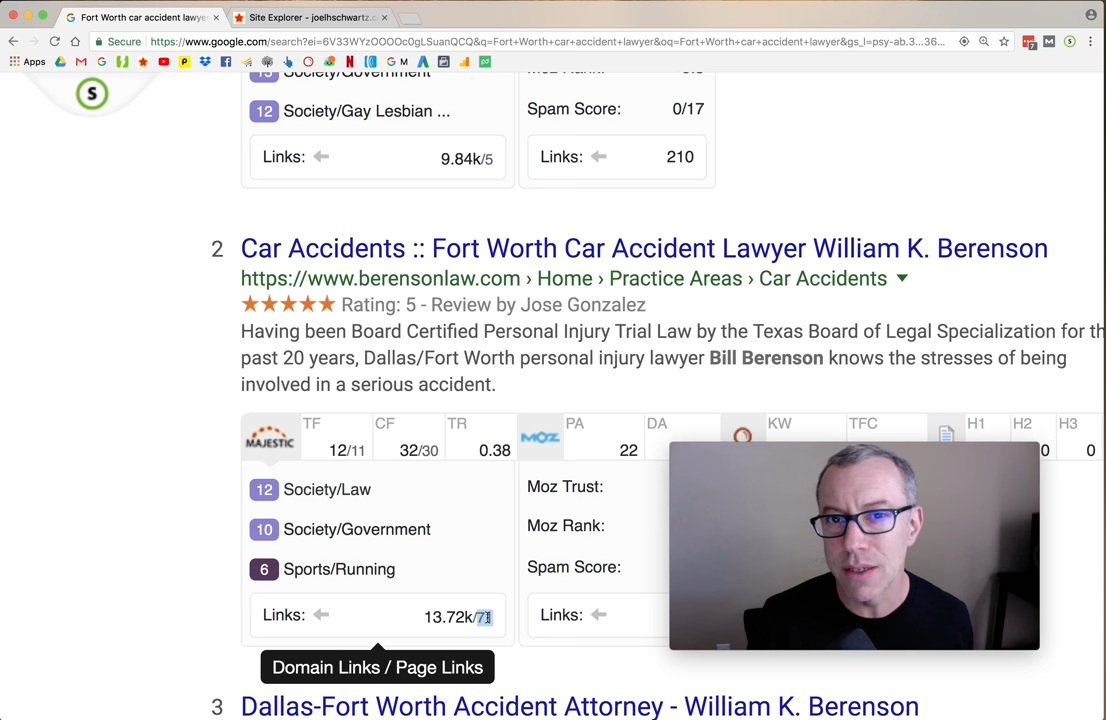 Fort Worth car accident lawye
Site Explorer - joelhschwartz.c
Secure https://www.google.com/search?ei=6V33WYzOOOOc0gLSuanQCQ&q=Fort+Worth+car+accident+lawyer&oq=Fort+Worth+car+accident+lawyer&gs_l=psy-ab.3...36...
7
Apps
G M
S
Society/Government
12 Society/Gay Lesbian ...
Spam Score: 0/17
Links: 9.84k/5
Links: 210
2 Car Accidents :: Fort Worth Car Accident Lawyer William K. Berenson
https://www.berensonlaw.com › Home › Practice Areas › Car Accidents
Rating: 5 - Review by Jose Gonzalez
Having been Board Certified Personal Injury Trial Law by the Texas Board of Legal Specialization for th
past 20 years, Dallas/Fort Worth personal injury lawyer Bill Berenson knows the stresses of being
involved in a serious accident.
MAJESTIC TF CF TR MOZ PA DA KW TFC H1 H2 H3
12/11 32/30 0.38 22 0 0
12 Society/Law
10 Society/Government
6 Sports/Running
Moz Trust:
Moz Rank:
Spam Score:
Links: 13.72k/
Links:
Domain Links / Page Links
3 Dallas-Fort Worth Accident Attorney - William K. Berenson